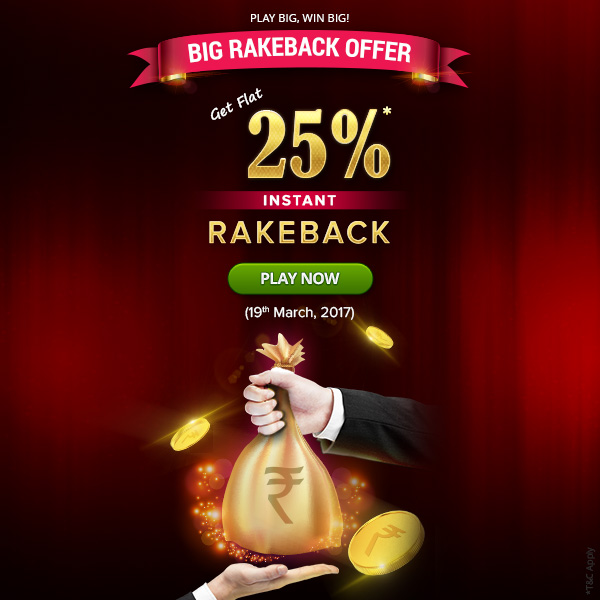 PLAY BIG, WIN BIG!
BIG RAKEBACK OFFER
Get Flat
25%*
INSTANT
RAKEBACK
PLAY NOW
(19th March, 2017)
₹
₹
*T&C Apply